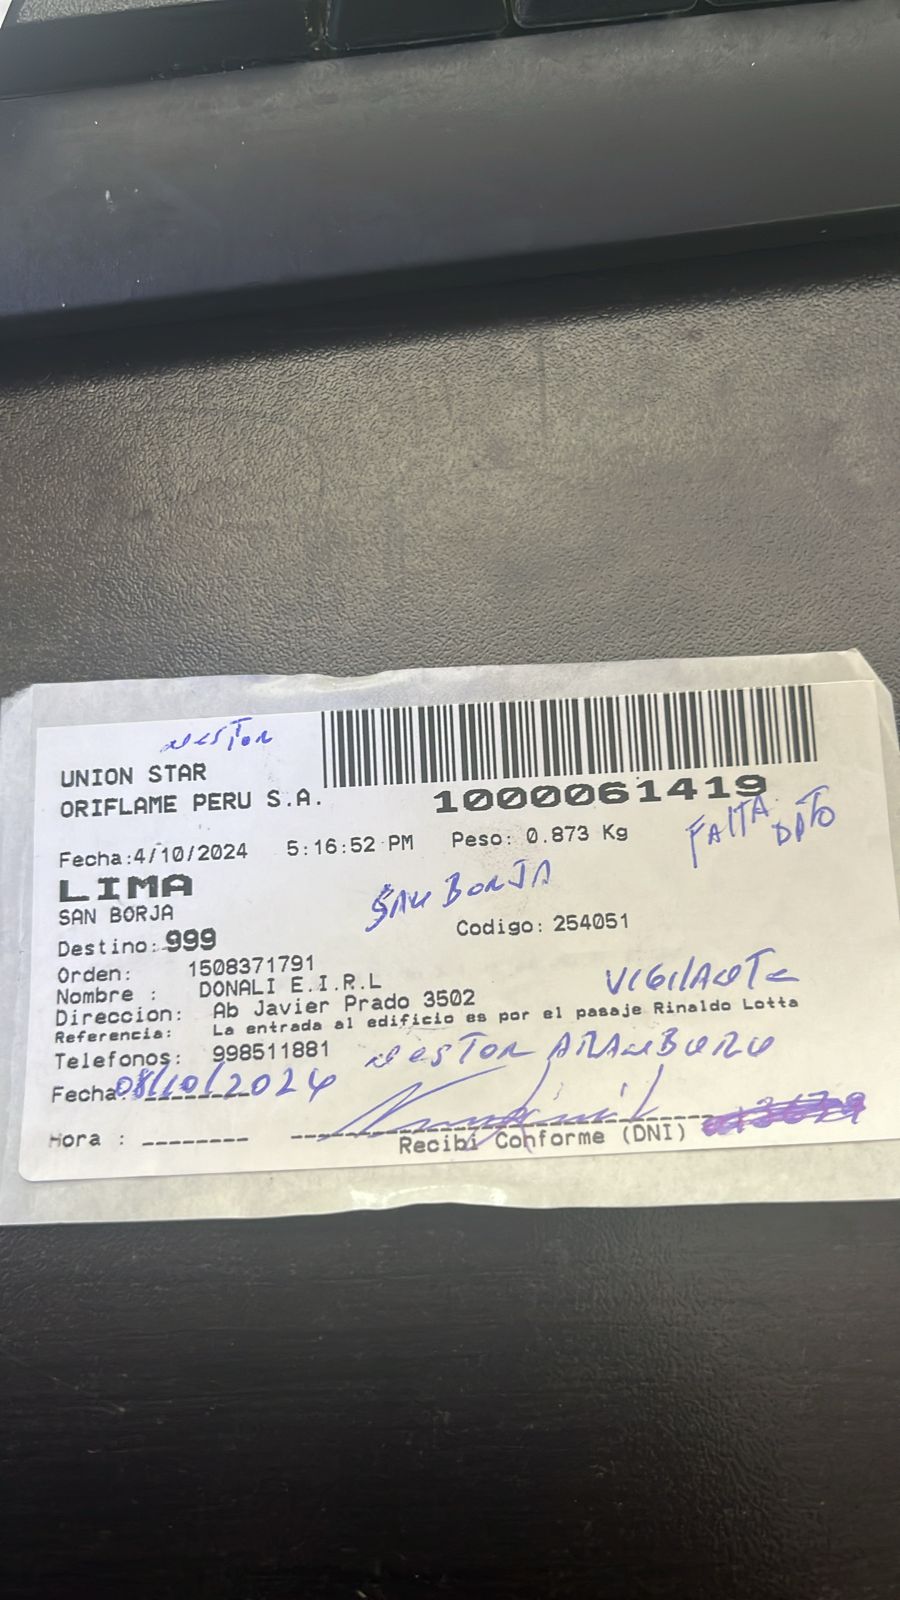 NESTOR
UNION STAR
ORIFLAME PERU S.A.
1000061419
FALTA DPTO
Fecha:4/10/2024 5:16:52 PM Peso: 0.873 Kg
LIMA
SAN BORJA SAN BORJA
Destino: 999 Codigo: 254051
Orden: 1508371791
Nombre : DONALI E.I.R.L VIGILANTE
Direccion: Ab Javier Prado 3502
Referencia: La entrada al edificio es por el pasaje Rinaldo Lotta
Telefonos: 998511881 NESTOR ARAMBURU
Fecha: 08/10/2024
Hora : --------
Recibi Conforme (DNI)